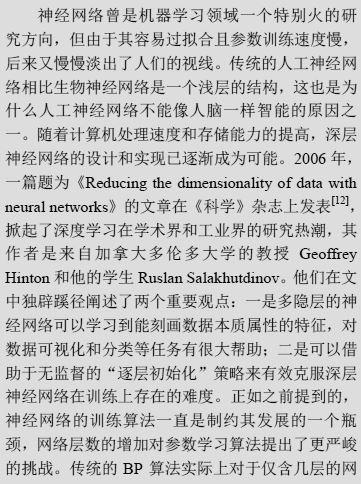 神经网络曾是机器学习领域一个特别火的研
究方向，但由于其容易过拟合且参数训练速度慢，
后来又慢慢淡出了人们的视线。传统的人工神经网
络相比生物神经网络是一个浅层的结构，这也是为
什么人工神经网络不能像人脑一样智能的原因之
一。随着计算机处理速度和存储能力的提高，深层
神经网络的设计和实现已逐渐成为可能。2006 年，
一篇题为《Reducing the dimensionality of data with
neural networks》的文章在《科学》杂志上发表[12]，
掀起了深度学习在学术界和工业界的研究热潮，其
作者是来自加拿大多伦多大学的教授 Geoffrey
Hinton 和他的学生 Ruslan Salakhutdinov。他们在文
中独辟蹊径阐述了两个重要观点：一是多隐层的神
经网络可以学习到能刻画数据本质属性的特征，对
数据可视化和分类等任务有很大帮助；二是可以借
助于无监督的“逐层初始化”策略来有效克服深层
神经网络在训练上存在的难度。正如之前提到的，
神经网络的训练算法一直是制约其发展的一个瓶
颈，网络层数的增加对参数学习算法提出了更严峻
的挑战。传统的 BP 算法实际上对于仅含几层的网